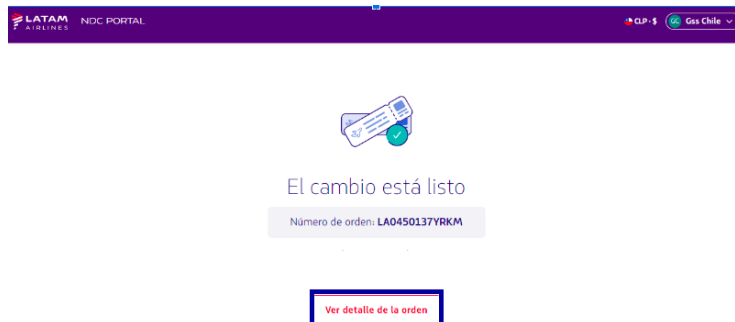 LATAM AIRLINES NDC PORTAL CLP · $ GC Gss Chile
El cambio está listo
Número de orden: LA0450137YRKM
Ver detalle de la orden